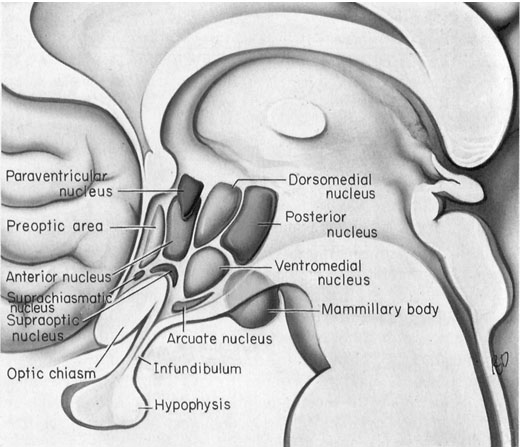 Paraventricular
nucleus
Preoptic area
Anterior nucleus
Suprachiasmatic
nucleus
Supraoptic
nucleus
Optic chiasm
Dorsomedial
nucleus
Posterior
nucleus
Ventromedial
nucleus
Mammillary body
Arcuate nucleus
Infundibulum
Hypophysis